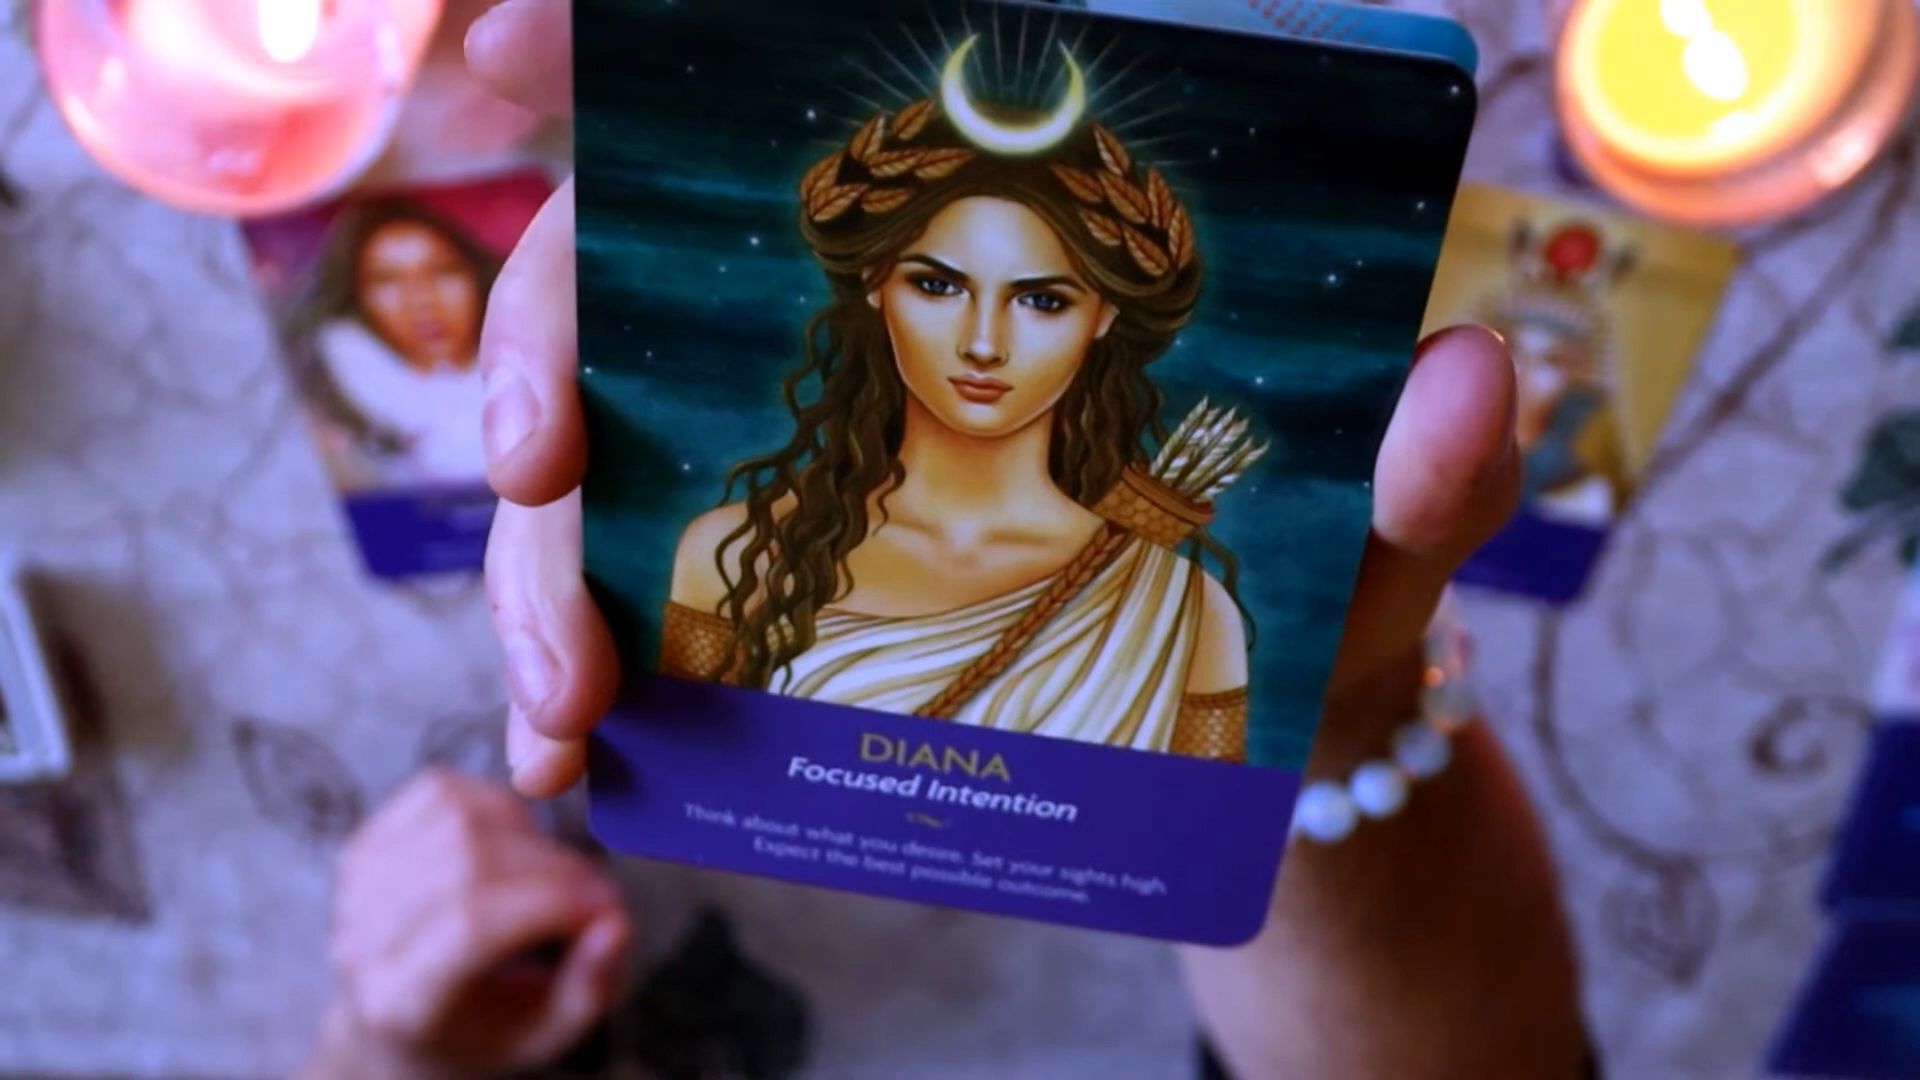 DIANA
Focused Intention
Think about what you desire. Set your sights high.
Expect the best possible outcome.